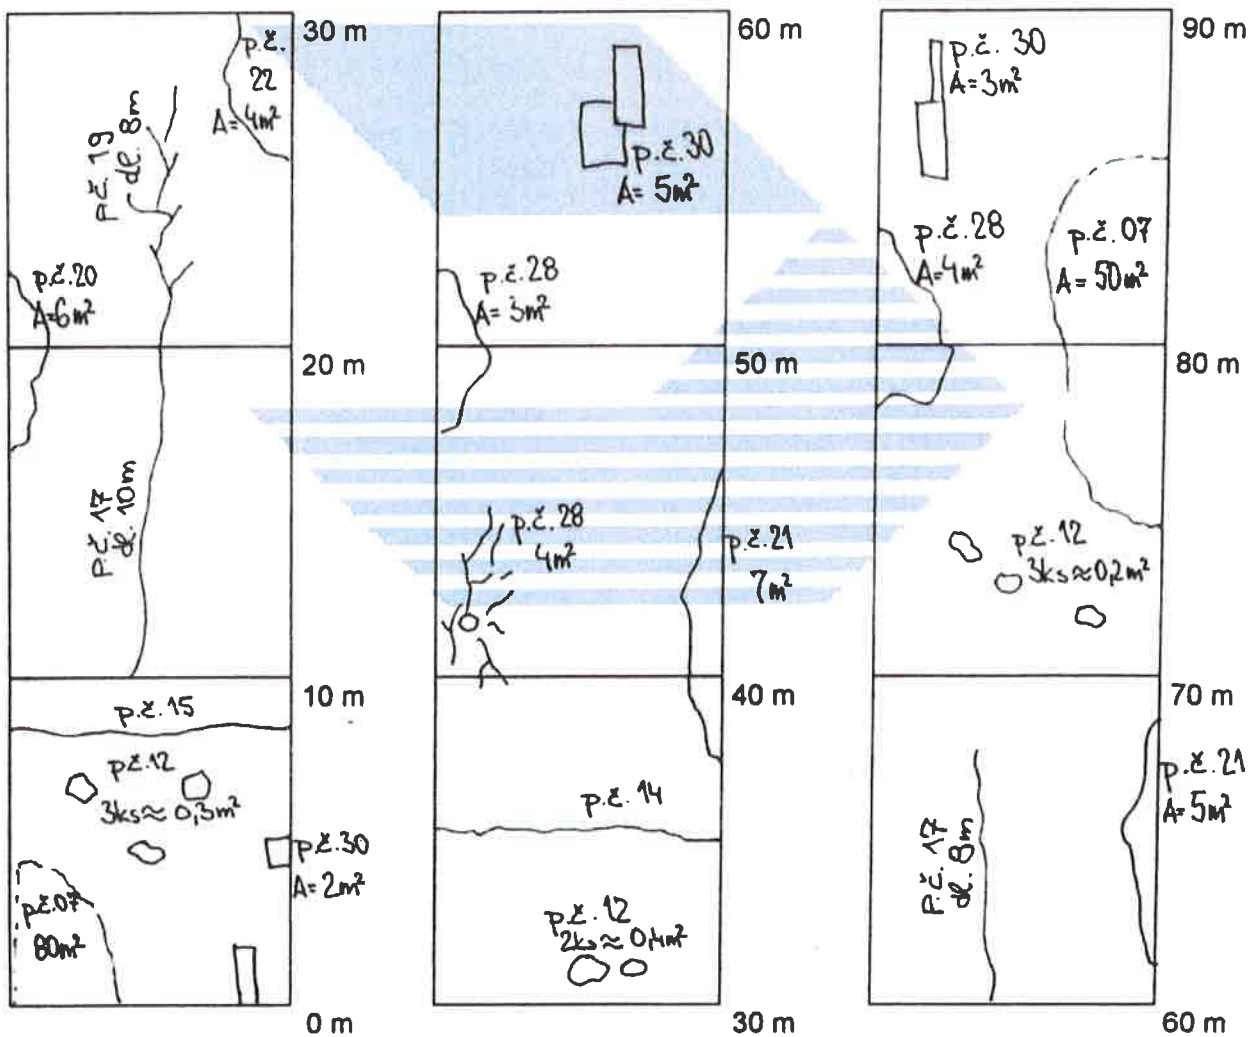 30 m
p.č.
22
A=4m²
p.č. 19
dl. 8m
p.č.20
A=6m²
20 m
p.č. 17
dl. 10m
10 m
p.č.15
p.č.12
3ks≈0,3m²
p.č.30
A=2m²
p.č.07
80m²
0 m
60 m
p.č.30
A= 5m²
p.č.28
A= 3m²
50 m
p.č.28
4m²
p.č.21
7m²
40 m
p.č. 14
p.č. 12
2ks≈0,4m²
30 m
90 m
p.č. 30
A=3m²
p.č.28
A=4m²
p.č.07
A= 50m²
80 m
p.č.12
3ks≈0,2m²
70 m
p.č.21
A=5m²
p.č. 17
dl. 8m
60 m